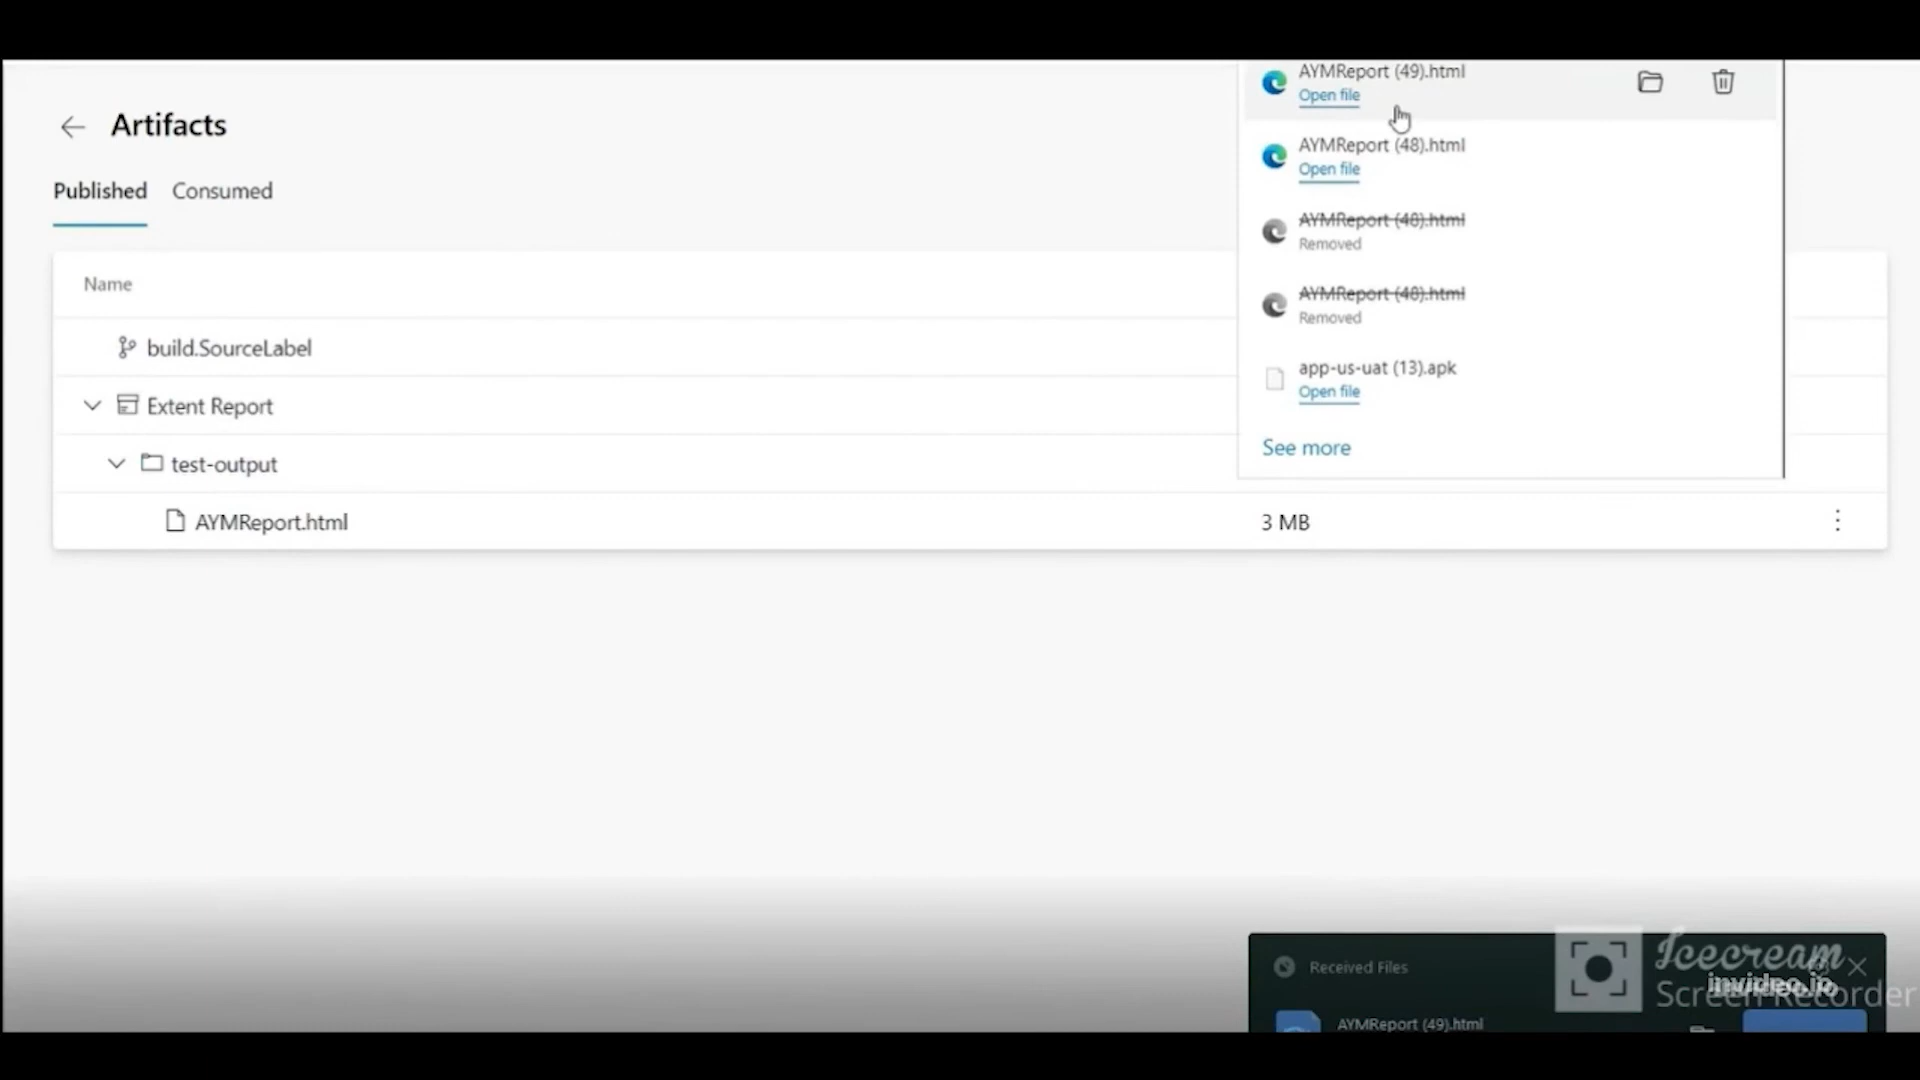 Artifacts
Published Consumed
Name
build.SourceLabel
Extent Report
test-output
AYMReport.html
3 MB
AYMReport (49).html
Open file
AYMReport (48).html
Open file
AYMReport (48).html
Removed
AYMReport (48).html
Removed
app-us-uat (13).apk
Open file
See more
Received Files
AYMReport (49).html
Icecream
Screen Recorder
invideo.io